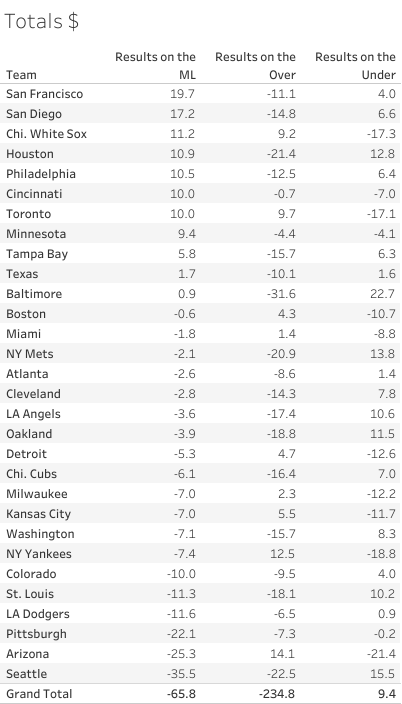 Totals $
Results on the Results on the Results on the
Team ML Over Under
San Francisco 19.7 -11.1 4.0
San Diego 17.2 -14.8 6.6
Chi. White Sox 11.2 9.2 -17.3
Houston 10.9 -21.4 12.8
Philadelphia 10.5 -12.5 6.4
Cincinnati 10.0 -0.7 -7.0
Toronto 10.0 9.7 -17.1
Minnesota 9.4 -4.4 -4.1
Tampa Bay 5.8 -15.7 6.3
Texas 1.7 -10.1 1.6
Baltimore 0.9 -31.6 22.7
Boston -0.6 4.3 -10.7
Miami -1.8 1.4 -8.8
NY Mets -2.1 -20.9 13.8
Atlanta -2.6 -8.6 1.4
Cleveland -2.8 -14.3 7.8
LA Angels -3.6 -17.4 10.6
Oakland -3.9 -18.8 11.5
Detroit -5.3 4.7 -12.6
Chi. Cubs -6.1 -16.4 7.0
Milwaukee -7.0 2.3 -12.2
Kansas City -7.0 5.5 -11.7
Washington -7.1 -15.7 8.3
NY Yankees -7.4 12.5 -18.8
Colorado -10.0 -9.5 4.0
St. Louis -11.3 -18.1 10.2
LA Dodgers -11.6 -6.5 0.9
Pittsburgh -22.1 -7.3 -0.2
Arizona -25.3 14.1 -21.4
Seattle -35.5 -22.5 15.5
Grand Total -65.8 -234.8 9.4